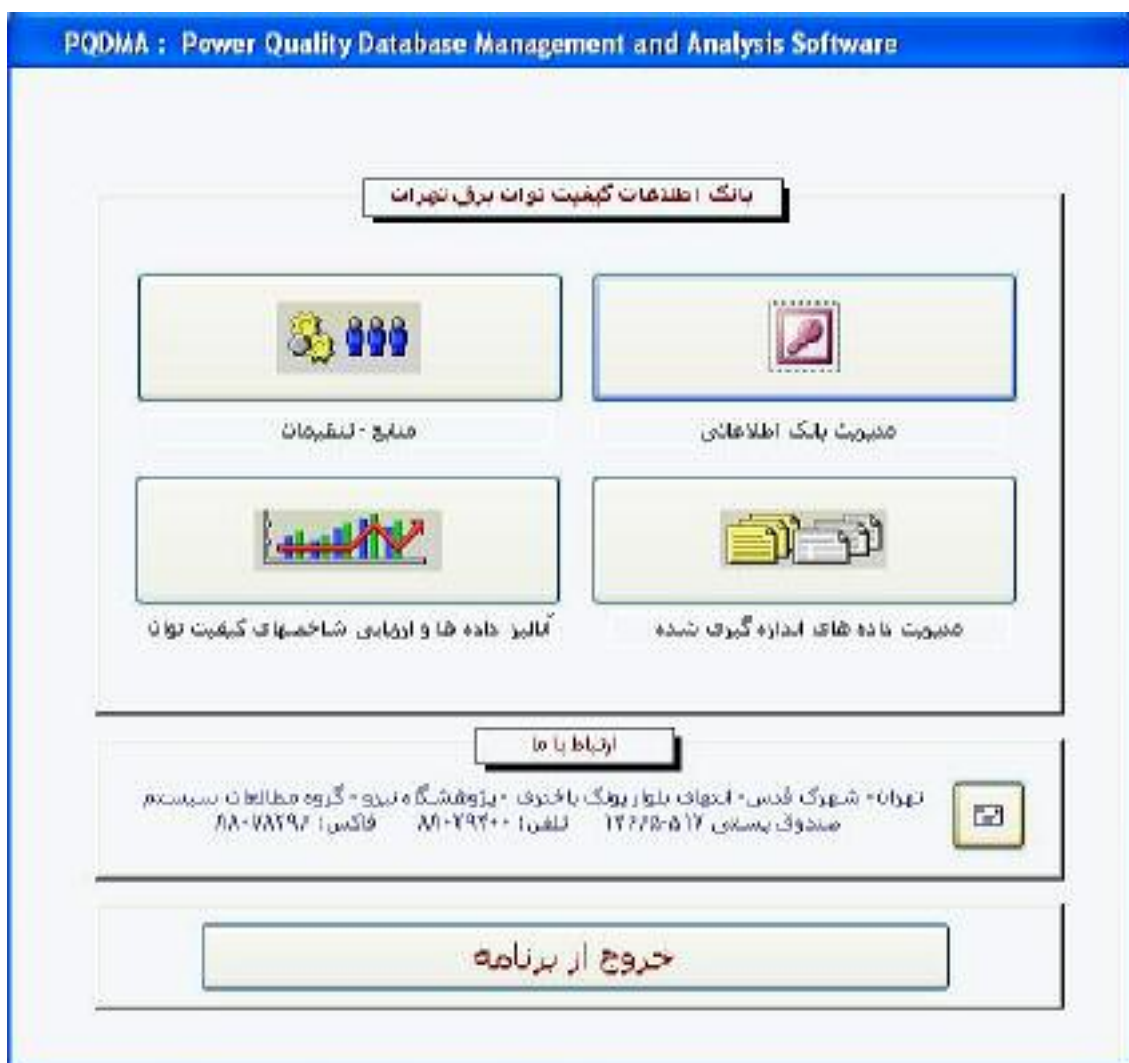 PQDMA : Power Quality Database Management and Analysis Software
بانک اطلاعات کیفیت توان برق تهران
مدیریت بانک اطلاعاتی
منابع - تنظیمات
مدیریت داده های اندازه گیری شده
آنالیز داده ها و ارزیابی شاخصهای کیفیت توان
ارتباط با ما
تهران - شهرک قدس - انتهای بلوار پونک باختری - پژوهشگاه نیرو - گروه مطالعات سیستم
صندوق پستی ۵۱۷-۱۴۶۶۵ تلفن: ۸۸۰۷۹۴۰۰ فاکس: ۸۸۰۷۸۲۹۶
خروج از برنامه